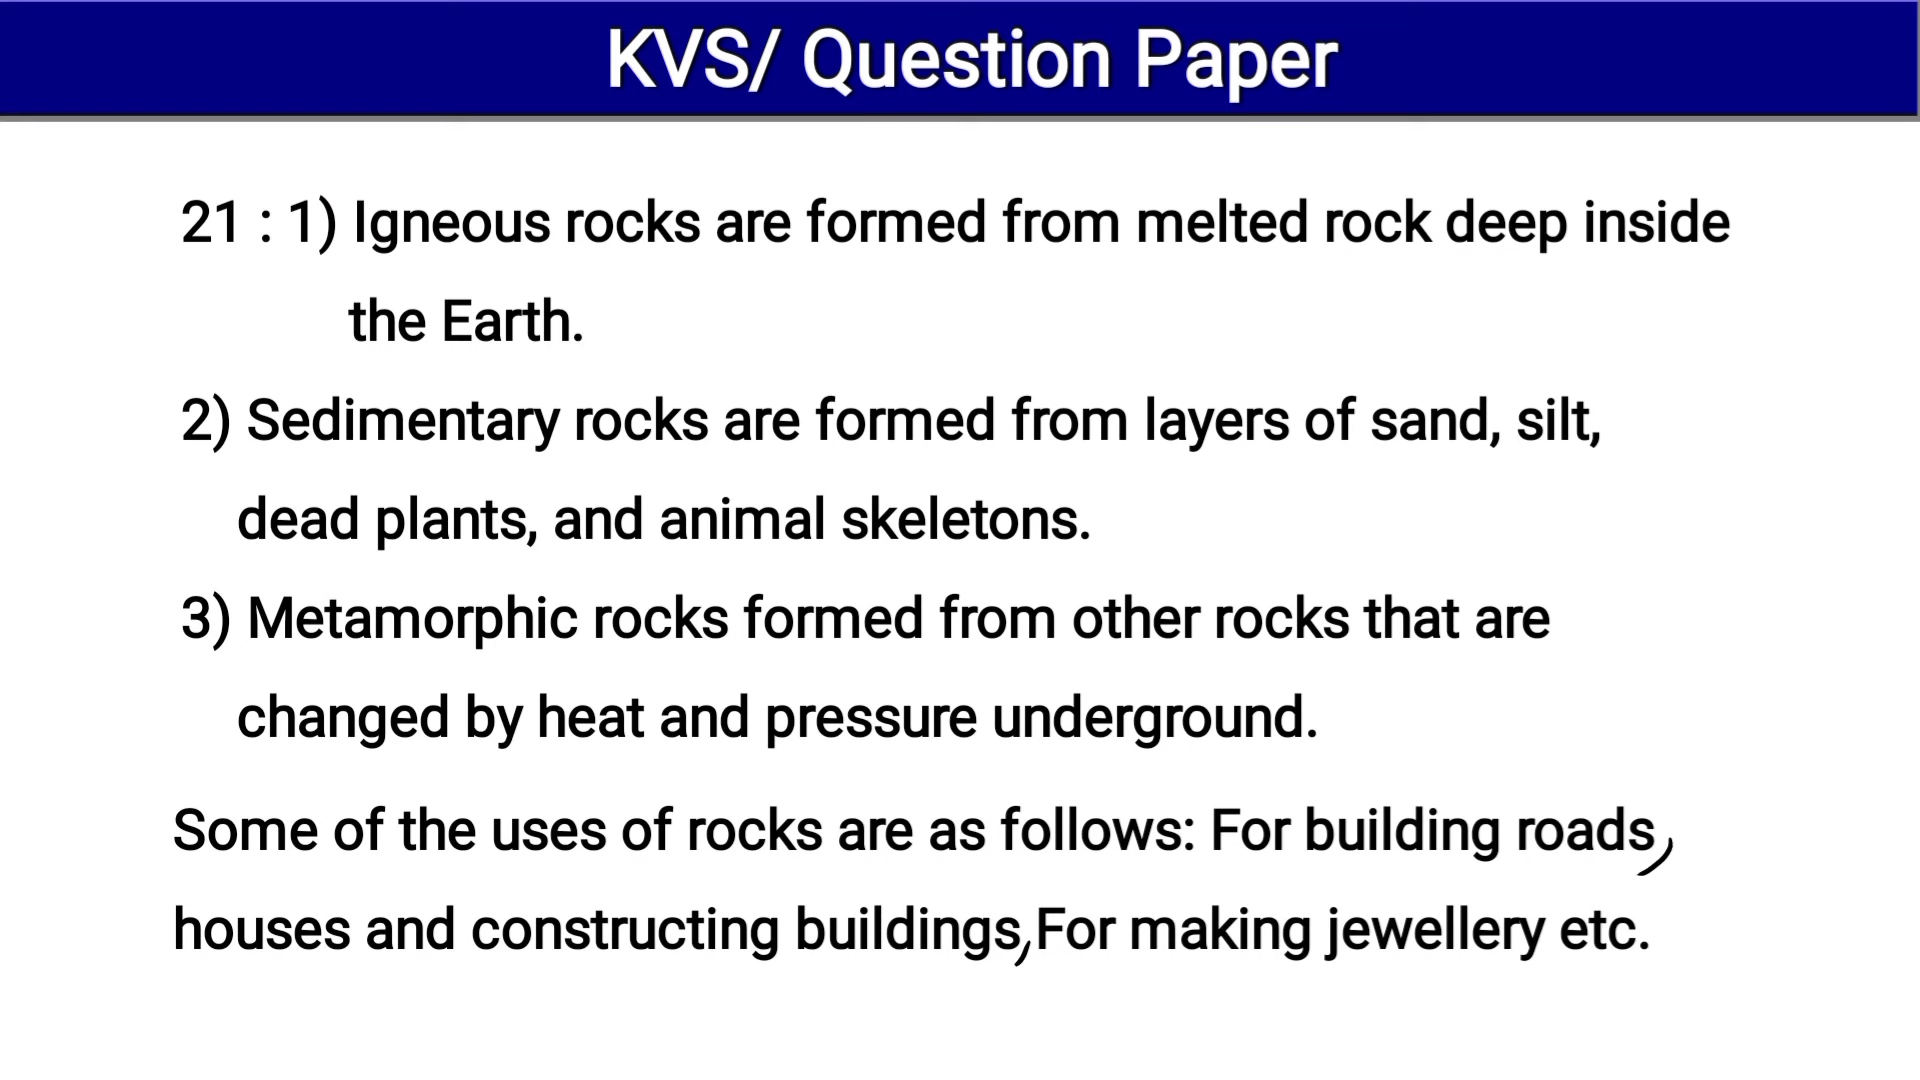 KVS/ Question Paper
21 : 1) Igneous rocks are formed from melted rock deep inside
the Earth.
2) Sedimentary rocks are formed from layers of sand, silt,
dead plants, and animal skeletons.
3) Metamorphic rocks formed from other rocks that are
changed by heat and pressure underground.
Some of the uses of rocks are as follows: For building roads,
houses and constructing buildings,For making jewellery etc.